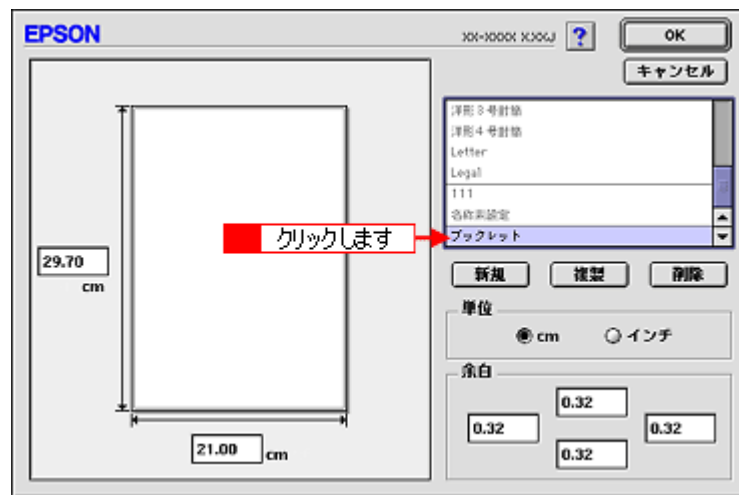 EPSON
XX-XXXX X.XXJ ?
OK
キャンセル
洋形3号封筒
洋形4号封筒
Letter
Legal
111
名称未設定
ブックレット
クリックします
新規 複製 削除
29.70
cm
単位
cm インチ
余白
0.32
0.32 0.32
0.32
21.00 cm